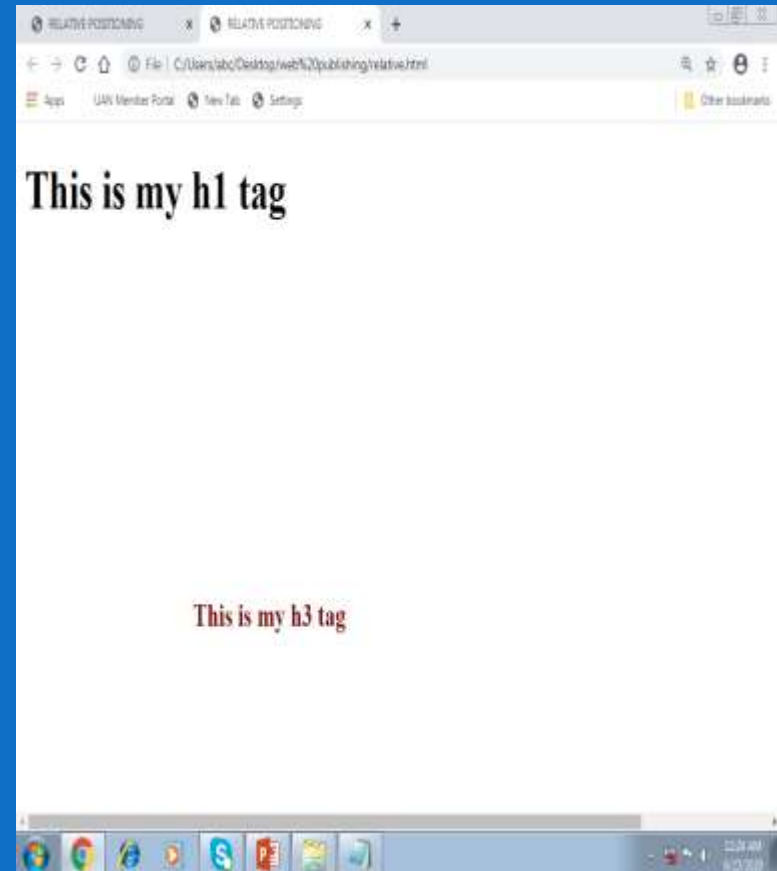 RELATIVE POSITIONING
RELATIVE POSITIONING
File | C:/Users/abc/Desktop/web%20publishing/relative.html
Apps UAN Member Portal New Tab Settings Other bookmarks
This is my h1 tag
This is my h3 tag